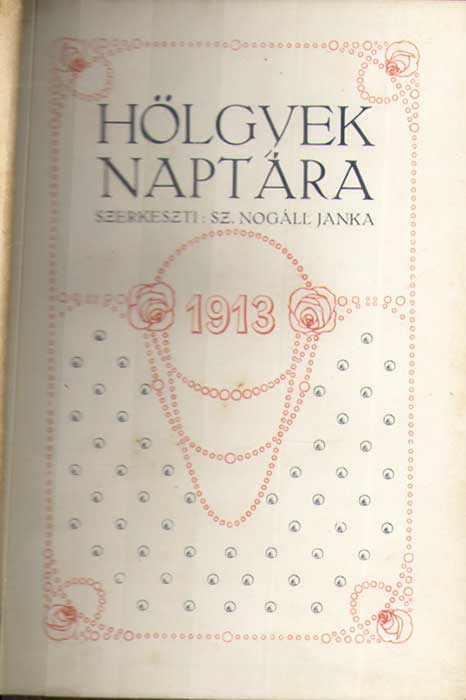 HÖLGYEK
NAPTÁRA
SZERKESZTI: SZ. NOGÁLL JANKA
1913